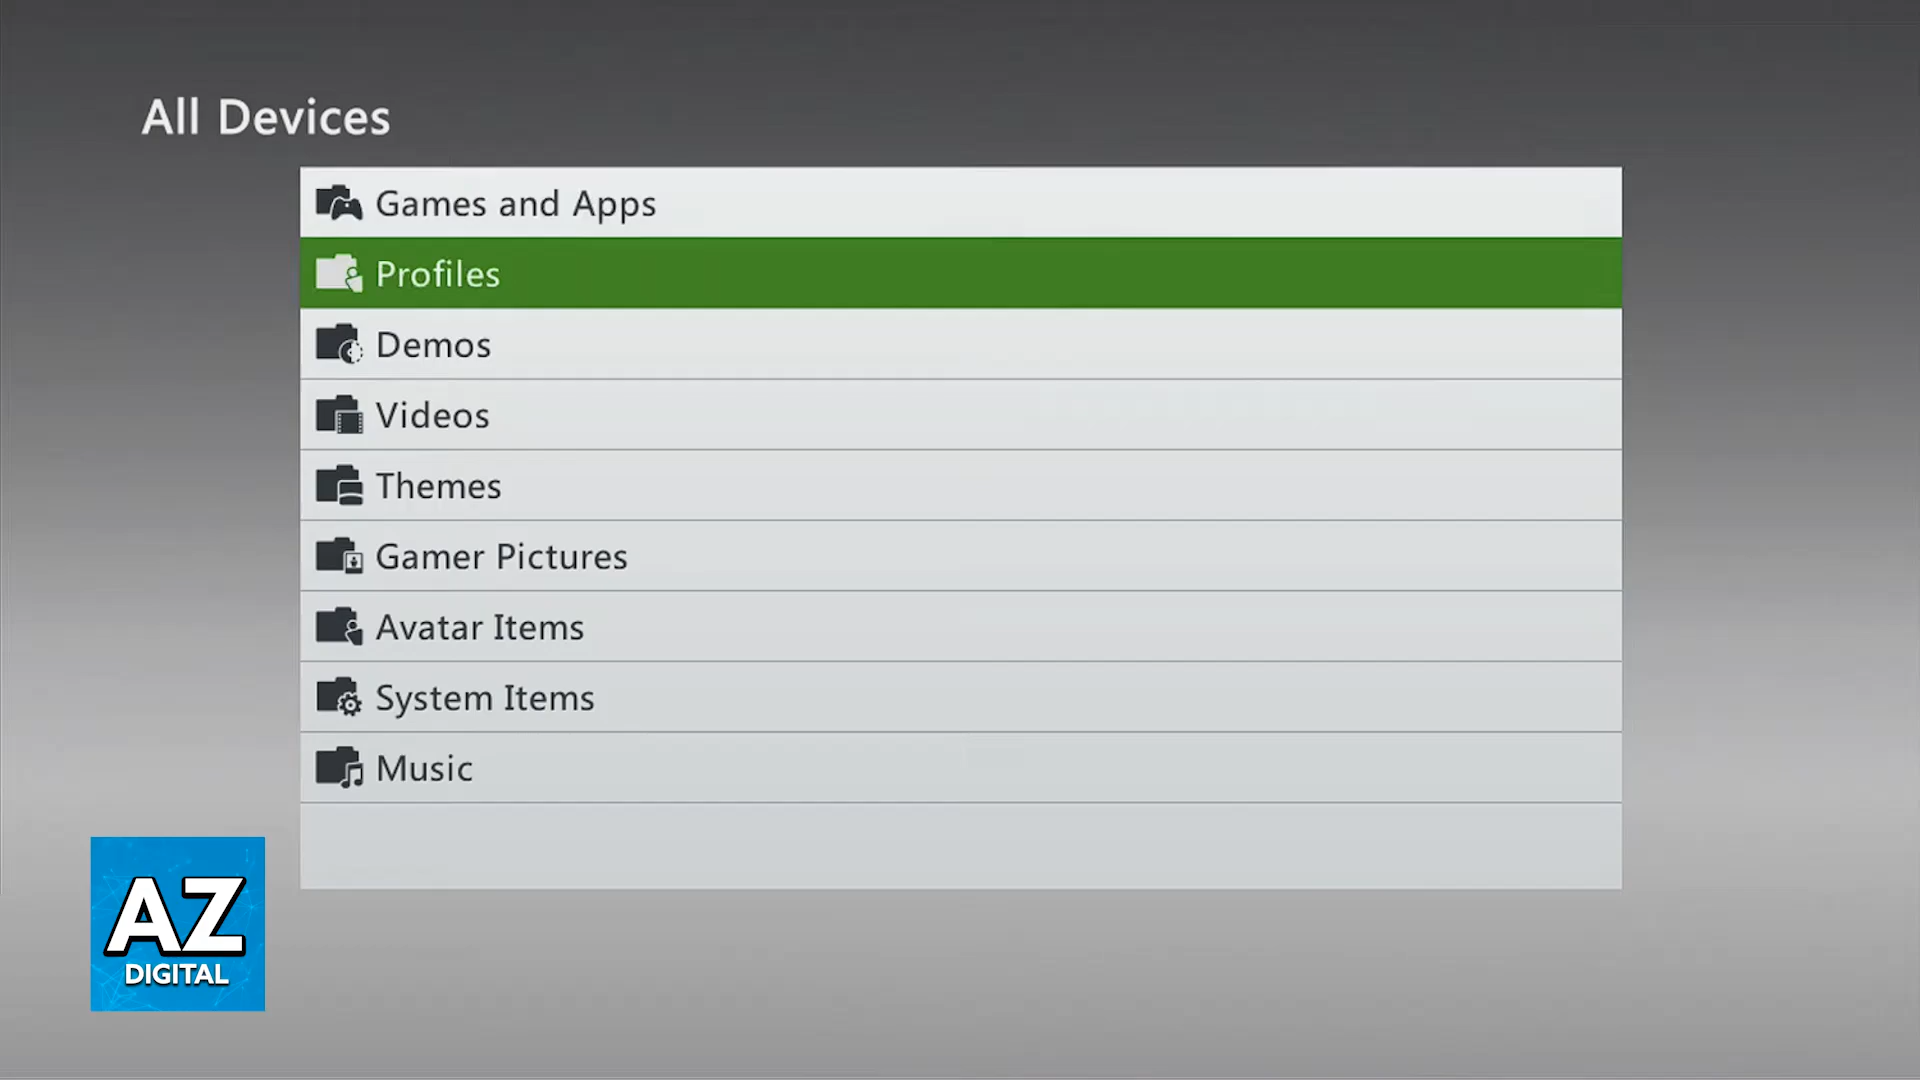 All Devices
Games and Apps
Profiles
Demos
Videos
Themes
Gamer Pictures
Avatar Items
System Items
Music
AZ
DIGITAL